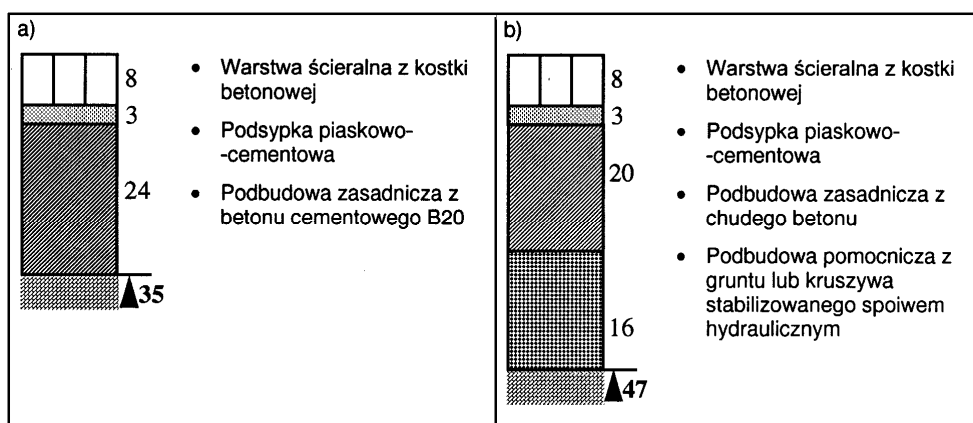 a)
8
3
24
35
• Warstwa ścieralna z kostki
betonowej
• Podsypka piaskowo-
-cementowa
• Podbudowa zasadnicza z
betonu cementowego B20
b)
8
3
20
16
47
• Warstwa ścieralna z kostki
betonowej
• Podsypka piaskowo-
-cementowa
• Podbudowa zasadnicza z
chudego betonu
• Podbudowa pomocnicza z
gruntu lub kruszywa
stabilizowanego spoiwem
hydraulicznym